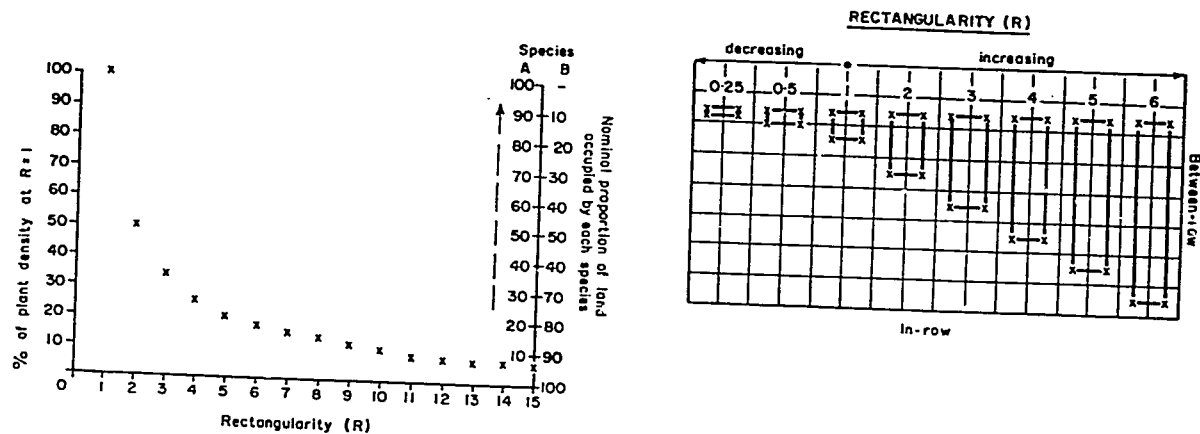 Species
A B
100 –
90 10
80 20
70 30
60 40
50 50
40 60
30 70
20 80
10 90
100
Nominal proportion of land
occupied by each species
100
90
80
70
60
50
40
30
20
10
% of plant density at R=1
0 1 2 3 4 5 6 7 8 9 10 11 12 13 14 15
Rectangularity (R)
RECTANGULARITY (R)
decreasing increasing
0·25 0·5 1 2 3 4 5 6
Between-row
In-row